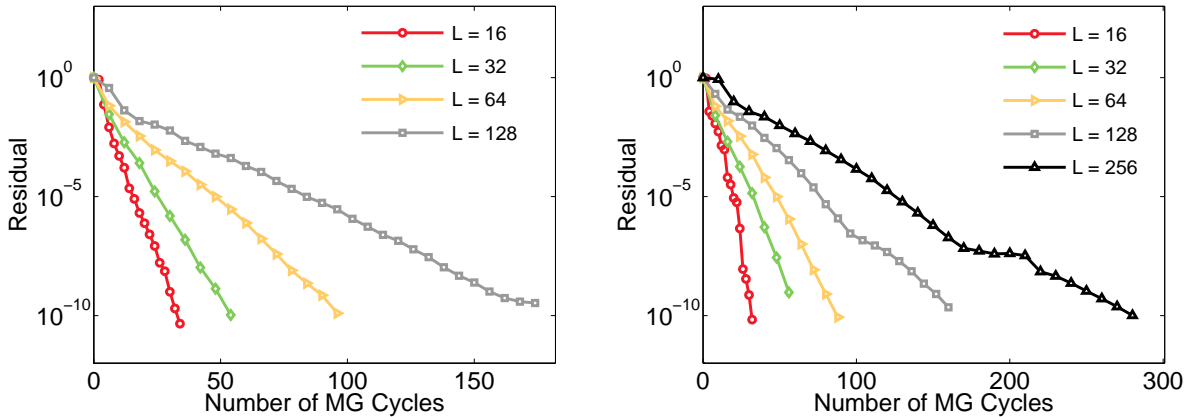 L = 16
L = 32
L = 64
L = 128
10^0
10^-5
10^-10
Residual
0
50
100
150
Number of MG Cycles
L = 16
L = 32
L = 64
L = 128
L = 256
10^0
10^-5
10^-10
Residual
0
100
200
300
Number of MG Cycles